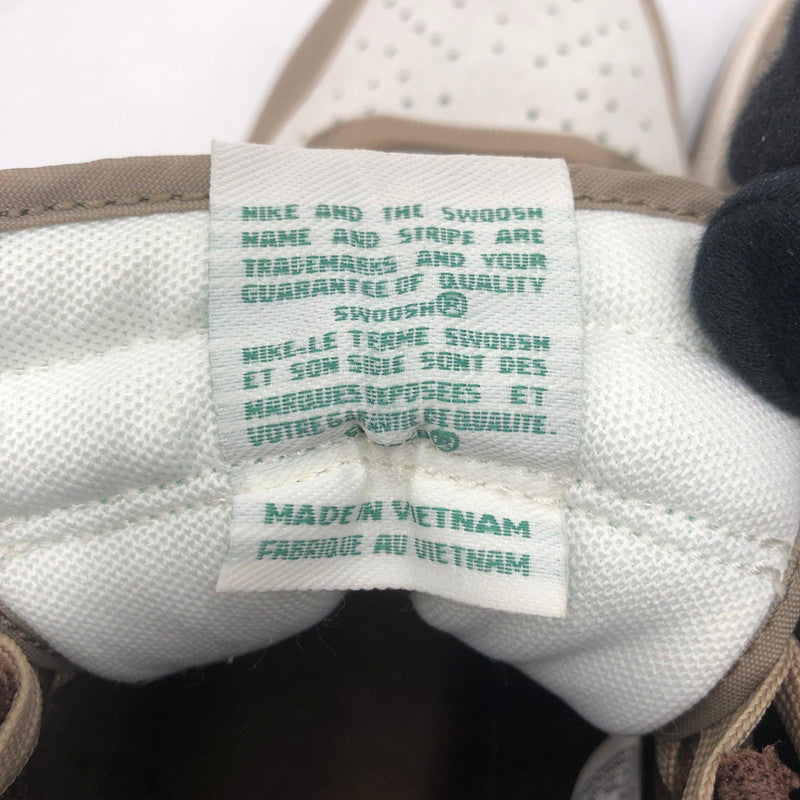 NIKE AND THE SWOOSH
NAME AND STRIPE ARE
TRADEMARKS AND YOUR
GUARANTEE OF QUALITY
SWOOSH®
NIKE.LE TERME SWOOSH
ET SON SIGLE SONT DES
MARQUES DEPOSEES ET
VOTRE GARANTIE DE QUALITE.
MADE IN VIETNAM
FABRIQUE AU VIETNAM